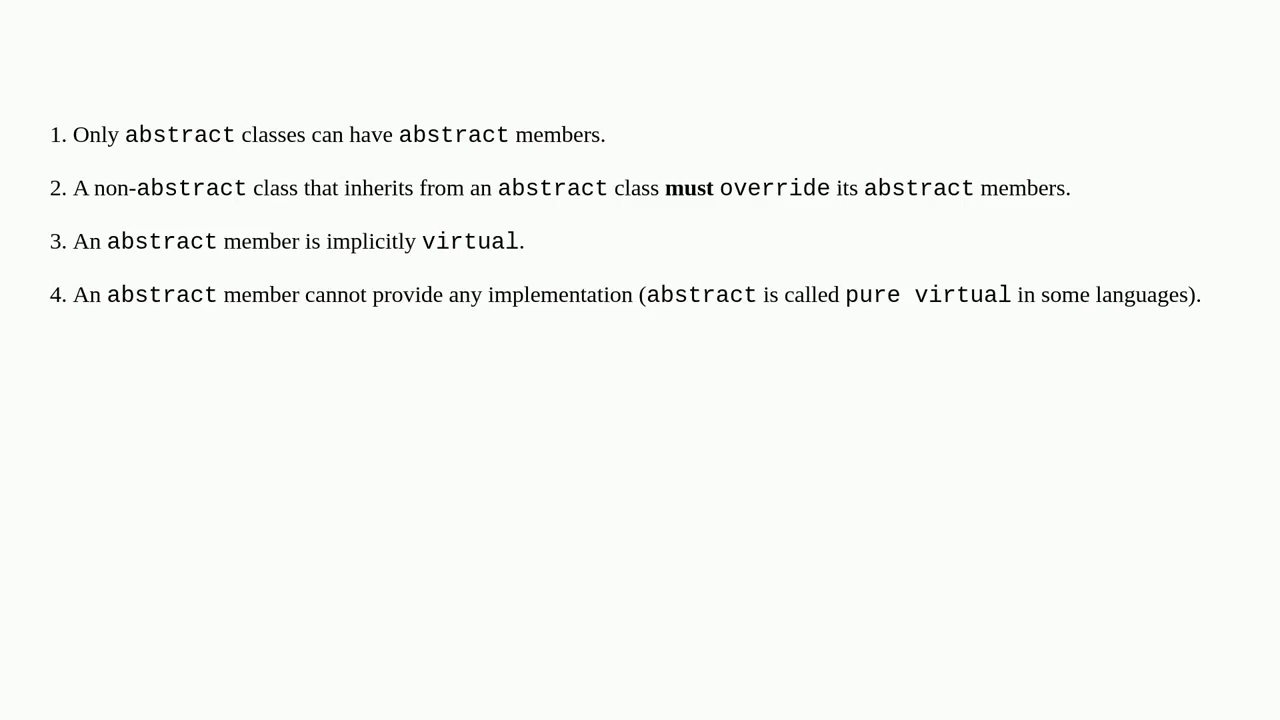 1. Only abstract classes can have abstract members.
2. A non-abstract class that inherits from an abstract class must override its abstract members.
3. An abstract member is implicitly virtual.
4. An abstract member cannot provide any implementation (abstract is called pure virtual in some languages).